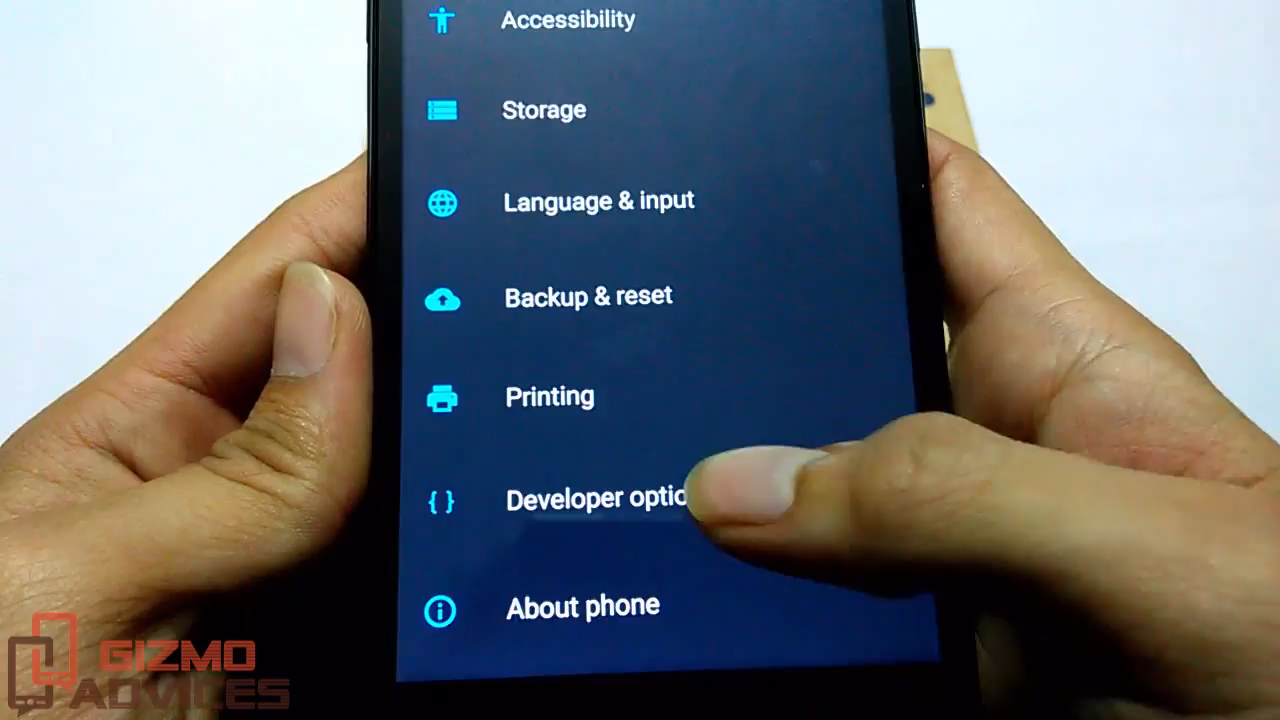 Accessibility
Storage
Language & input
Backup & reset
Printing
Developer optio
About phone
GIZMO
ADVICES